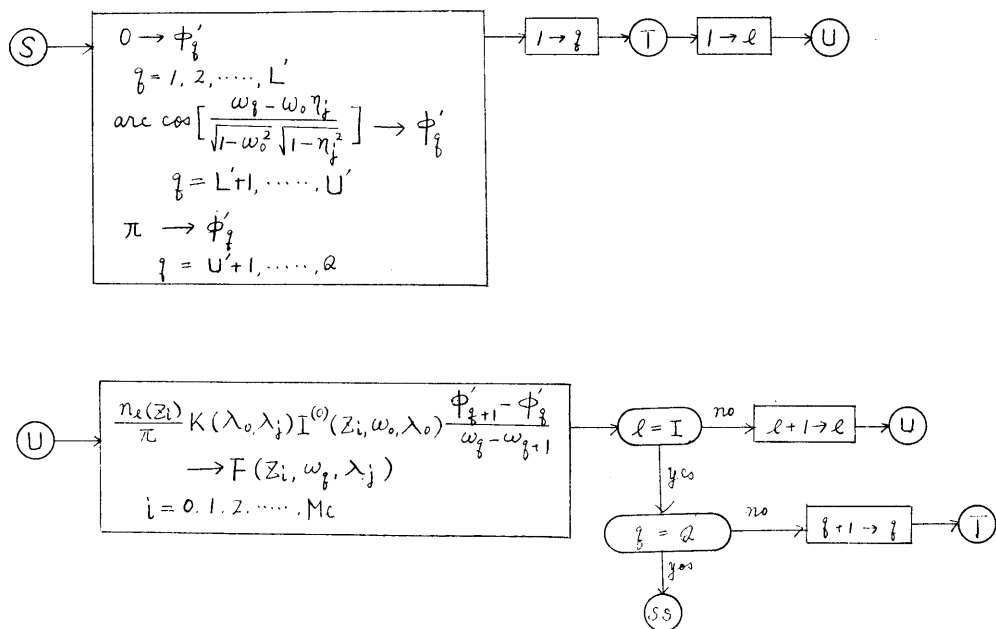 S
0 → φ'_q
q = 1, 2, ....., L'
arc cos [ (ω_q - ω_0 η_j) / (√(1-ω_0²) √(1-η_j²)) ] → φ'_q
q = L'+1, ......, U'
π → φ'_q
q = U'+1, ....., Q
1 → q
T
1 → ℓ
U
U
n_ℓ(Z_i)/π K(λ_0, λ_j) I^(0)(Z_i, ω_0, λ_0) (φ'_{q+1} - φ'_q)/(ω_q - ω_{q+1})
→ F(Z_i, ω_q, λ_j)
i = 0. 1. 2. ..... Mc
ℓ = I
no
ℓ+1 → ℓ
U
yes
q = Q
no
q+1 → q
T
yes
SS